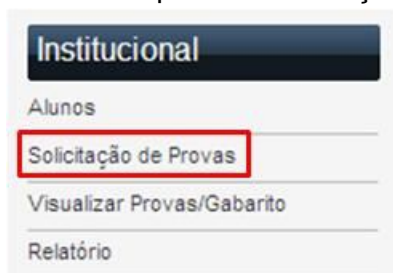 Institucional
Alunos
Solicitação de Provas
Visualizar Provas/Gabarito
Relatório